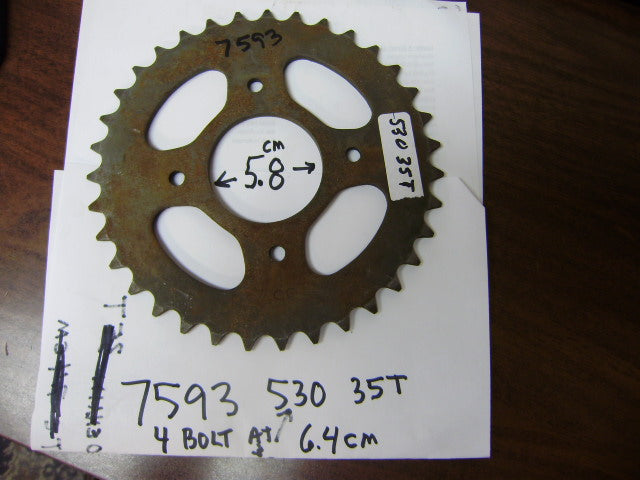 7593
530 35T
cm
←5.8→
7593 530 35T
4 BOLT AT 6.4cm